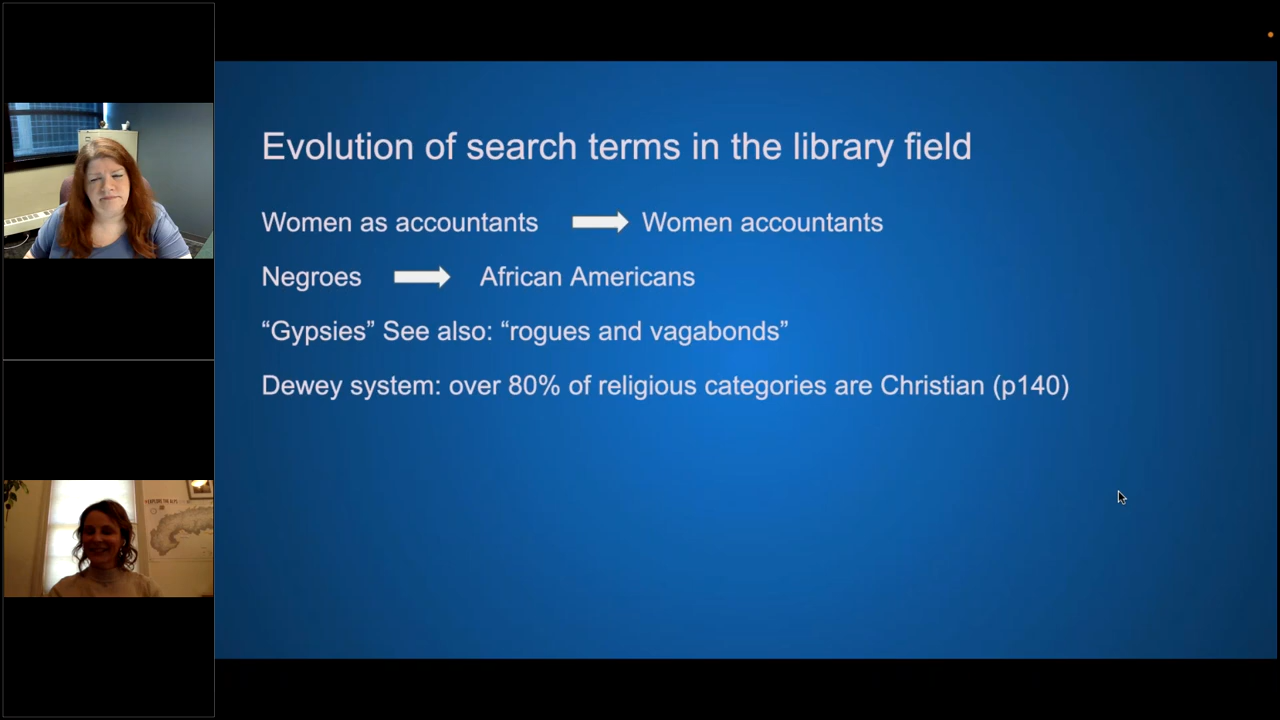 Evolution of search terms in the library field
Women as accountants Women accountants
Negroes African Americans
“Gypsies” See also: “rogues and vagabonds”
Dewey system: over 80% of religious categories are Christian (p140)